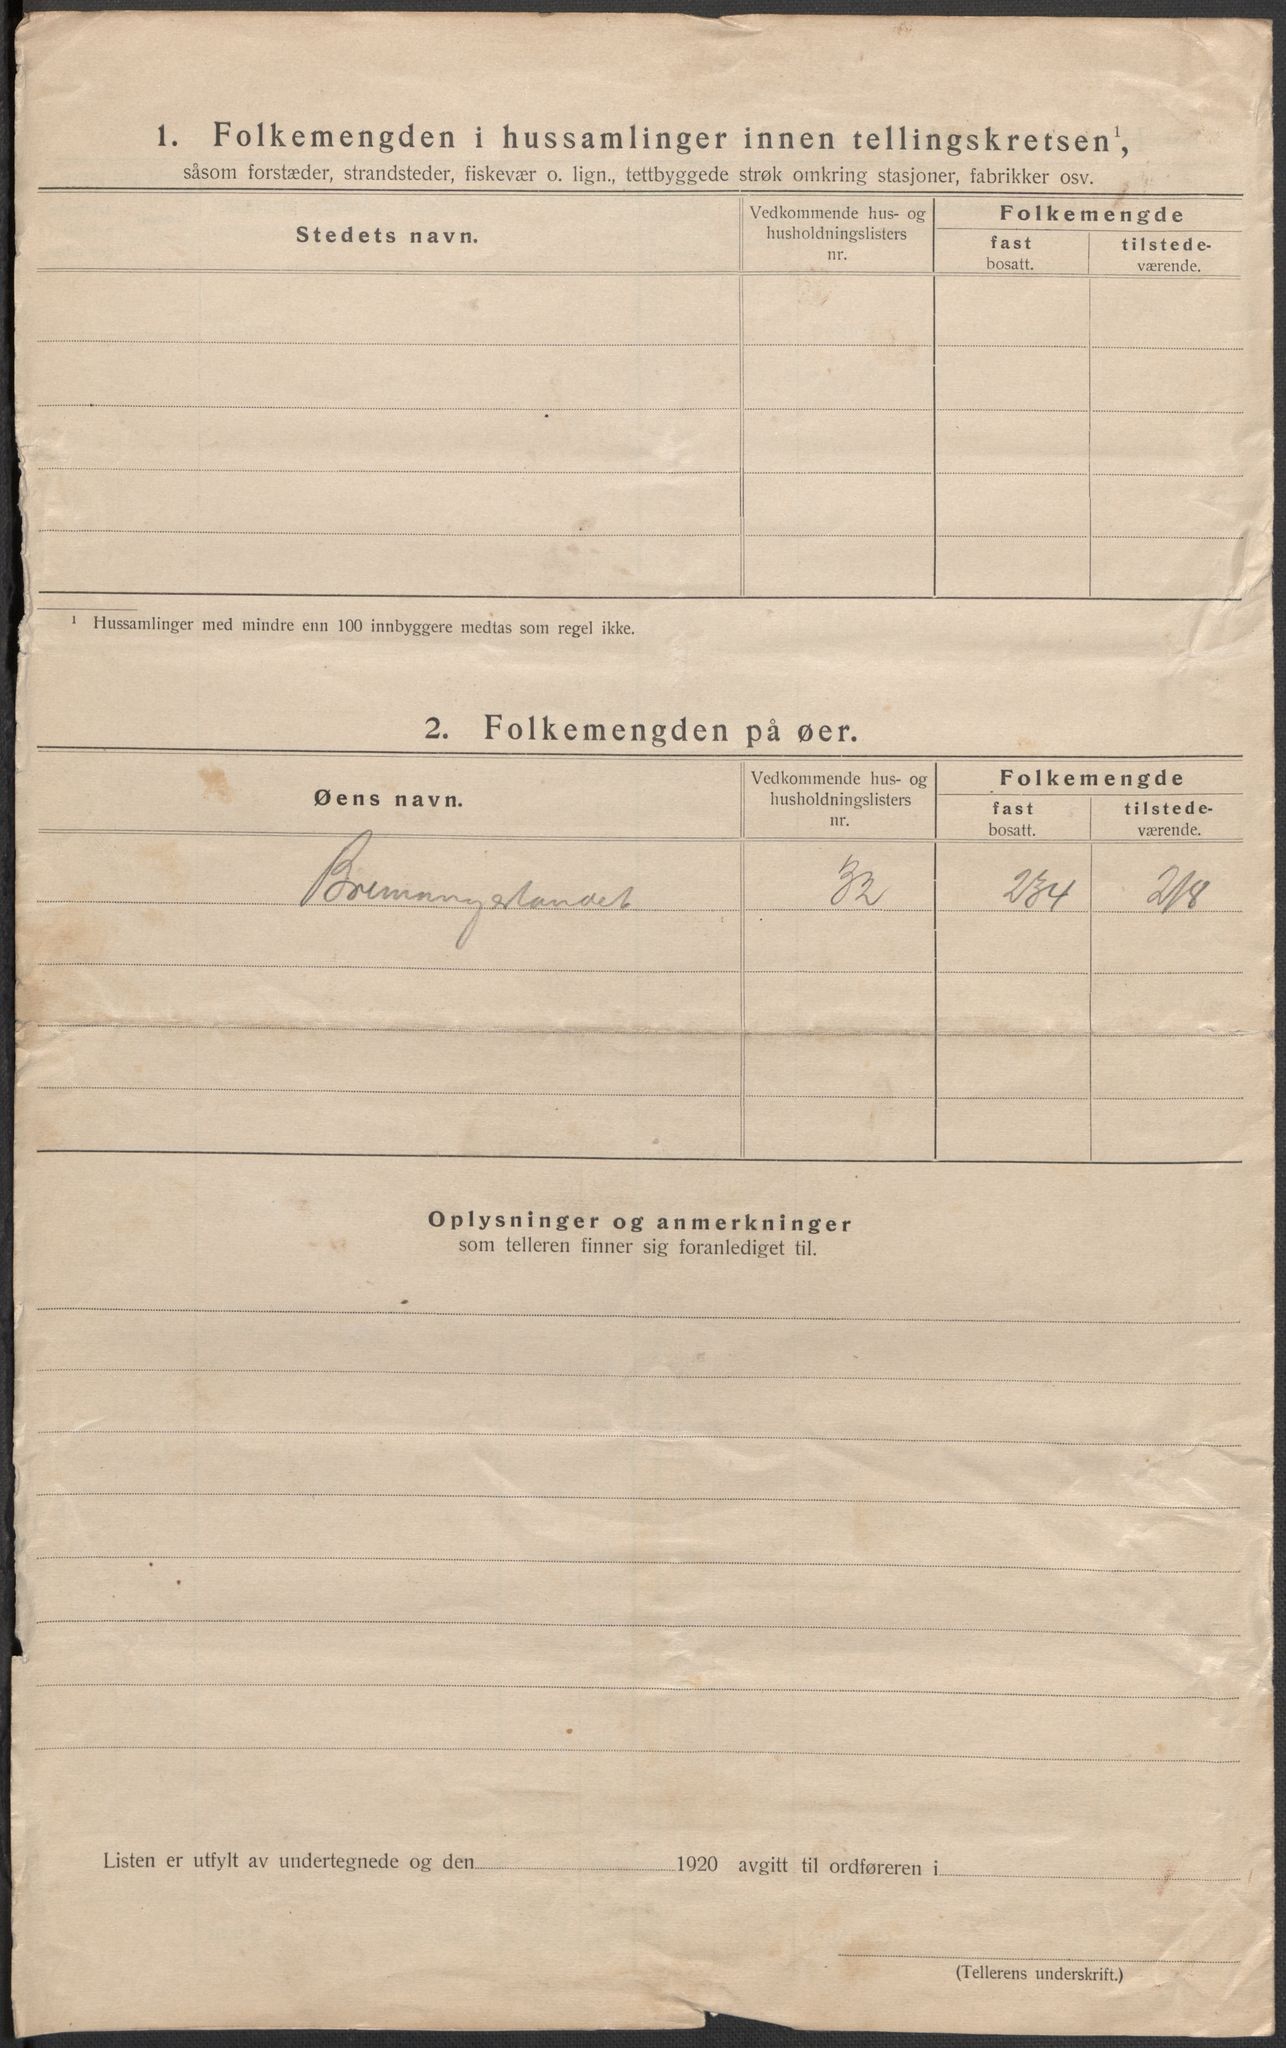 1. Folkemengden i hussamlinger innen tellingskretsen¹,
såsom forstæder, strandsteder, fiskevær o. lign., tettbyggede strøk omkring stasjoner, fabrikker osv.
Stedets navn.
Vedkommende hus- og
husholdningslisters
nr.
Folkemengde
fast
bosatt.
tilstede-
værende.
¹ Hussamlinger med mindre enn 100 innbyggere medtas som regel ikke.
2. Folkemengden på øer.
Øens navn.
Vedkommende hus- og
husholdningslisters
nr.
Folkemengde
fast
bosatt.
tilstede-
værende.
Bremangerlandet 32 234 218
Oplysninger og anmerkninger
som telleren finner sig foranlediget til.
Listen er utfylt av undertegnede og den 1920 avgitt til ordføreren i
(Tellerens underskrift.)